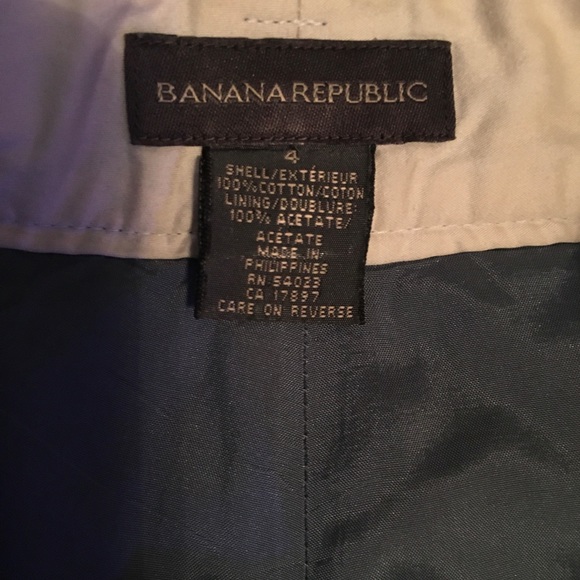 BANANA REPUBLIC
4
SHELL/EXTÉRIEUR
100% COTTON/COTON
LINING/DOUBLURE:
100% ACETATE/
ACÉTATE
MADE IN
PHILIPPINES
RN 54023
CA 17897
CARE ON REVERSE